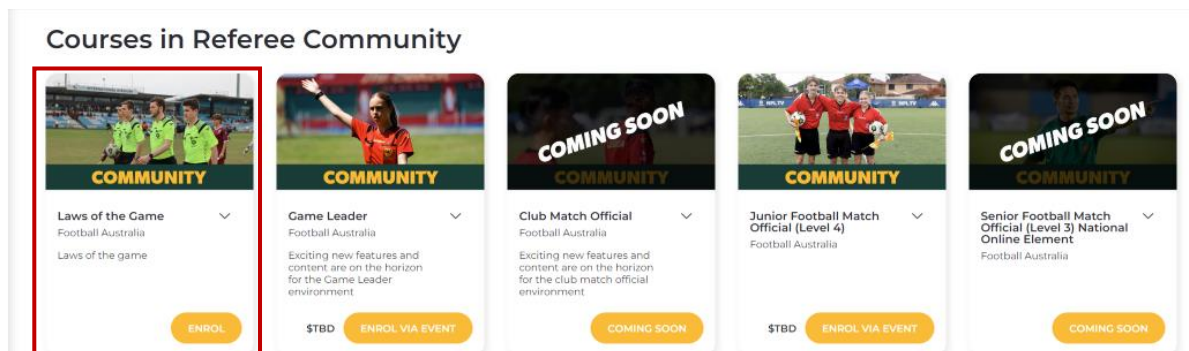 Courses in Referee Community
COMMUNITY
Laws of the Game
Football Australia
Laws of the game
ENROL
COMMUNITY
Game Leader
Football Australia
Exciting new features and
content are on the horizon
for the Game Leader
environment
$TBD
ENROL VIA EVENT
COMING SOON
COMMUNITY
Club Match Official
Football Australia
Exciting new features and
content are on the horizon
for the club match official
environment
COMING SOON
NPL.TV
NPL.TV
COMMUNITY
Junior Football Match
Official (Level 4)
Football Australia
$TBD
ENROL VIA EVENT
COMING SOON
COMMUNITY
Senior Football Match
Official (Level 3) National
Online Element
Football Australia
COMING SOON